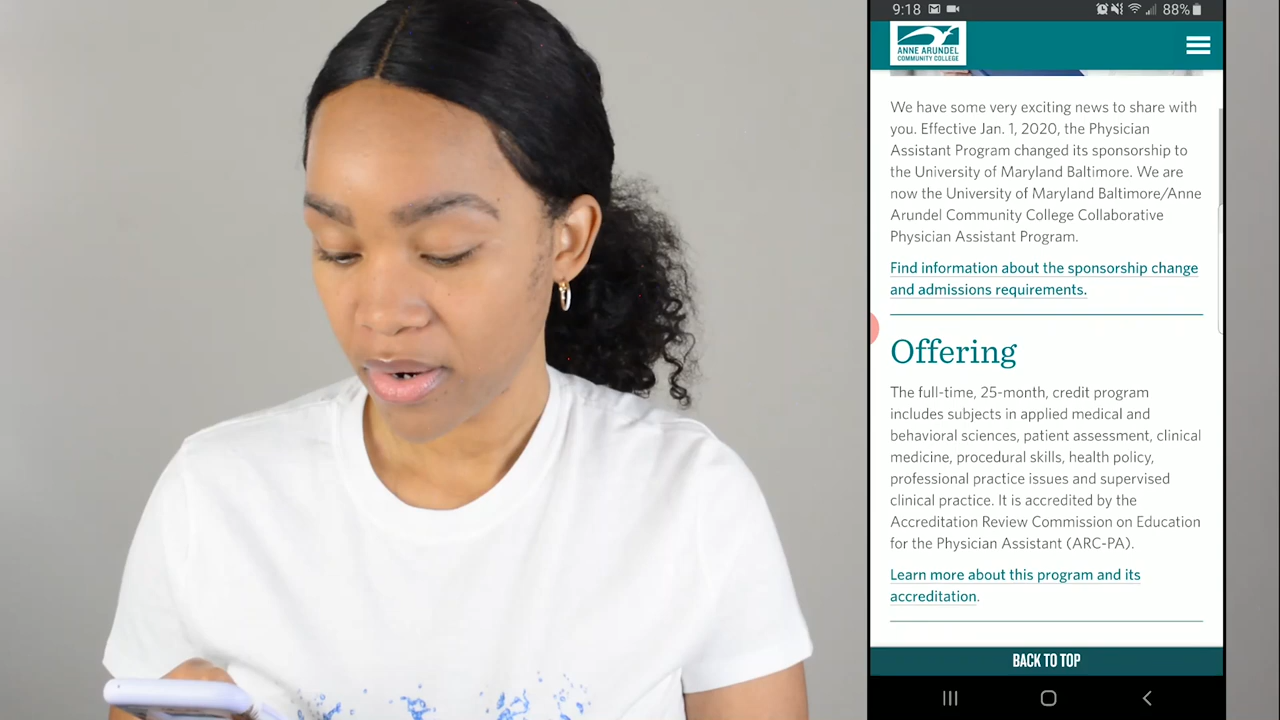 9:18
88%
ANNE ARUNDEL
COMMUNITY COLLEGE
We have some very exciting news to share with
you. Effective Jan. 1, 2020, the Physician
Assistant Program changed its sponsorship to
the University of Maryland Baltimore. We are
now the University of Maryland Baltimore/Anne
Arundel Community College Collaborative
Physician Assistant Program.
Find information about the sponsorship change
and admissions requirements.
Offering
The full-time, 25-month, credit program
includes subjects in applied medical and
behavioral sciences, patient assessment, clinical
medicine, procedural skills, health policy,
professional practice issues and supervised
clinical practice. It is accredited by the
Accreditation Review Commission on Education
for the Physician Assistant (ARC-PA).
Learn more about this program and its
accreditation.
BACK TO TOP